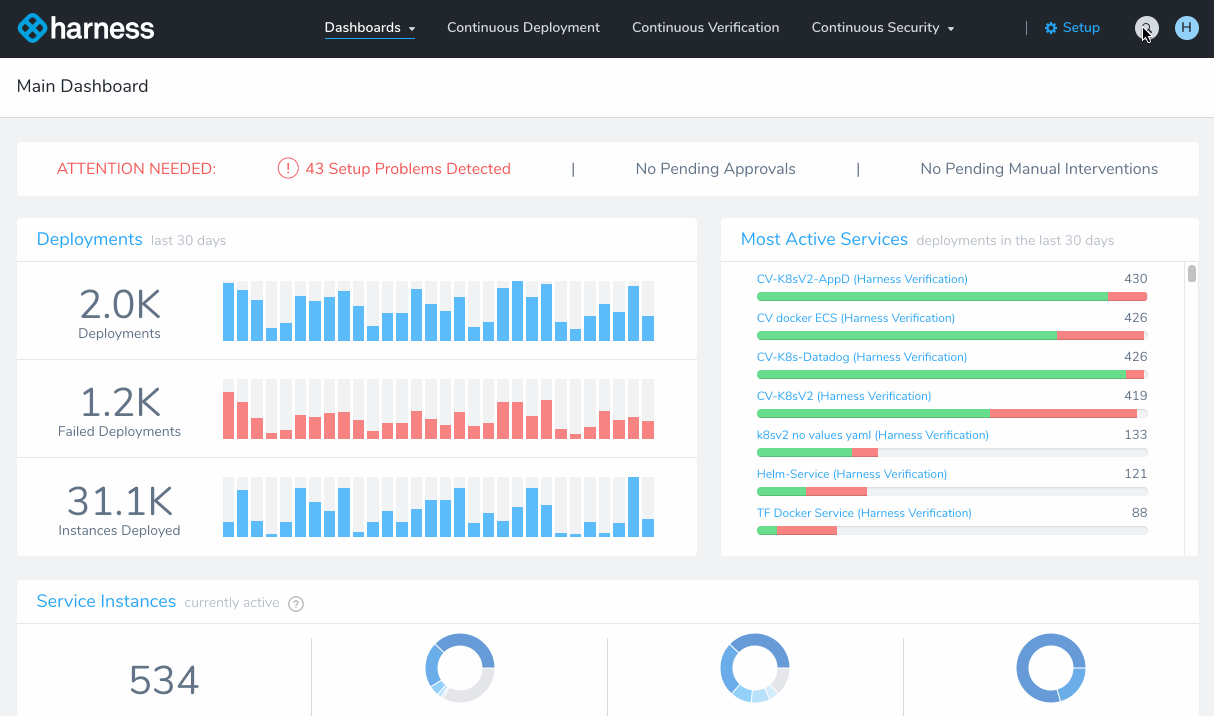 harness
Dashboards Continuous Deployment Continuous Verification Continuous Security | Setup H
Main Dashboard
ATTENTION NEEDED: ! 43 Setup Problems Detected | No Pending Approvals | No Pending Manual Interventions
Deployments last 30 days
2.0K
Deployments
1.2K
Failed Deployments
31.1K
Instances Deployed
Most Active Services deployments in the last 30 days
CV-K8sV2-AppD (Harness Verification) 430
CV docker ECS (Harness Verification) 426
CV-K8s-Datadog (Harness Verification) 426
CV-K8sV2 (Harness Verification) 419
k8sv2 no values yaml (Harness Verification) 133
Helm-Service (Harness Verification) 121
TF Docker Service (Harness Verification) 88
Service Instances currently active ?
534